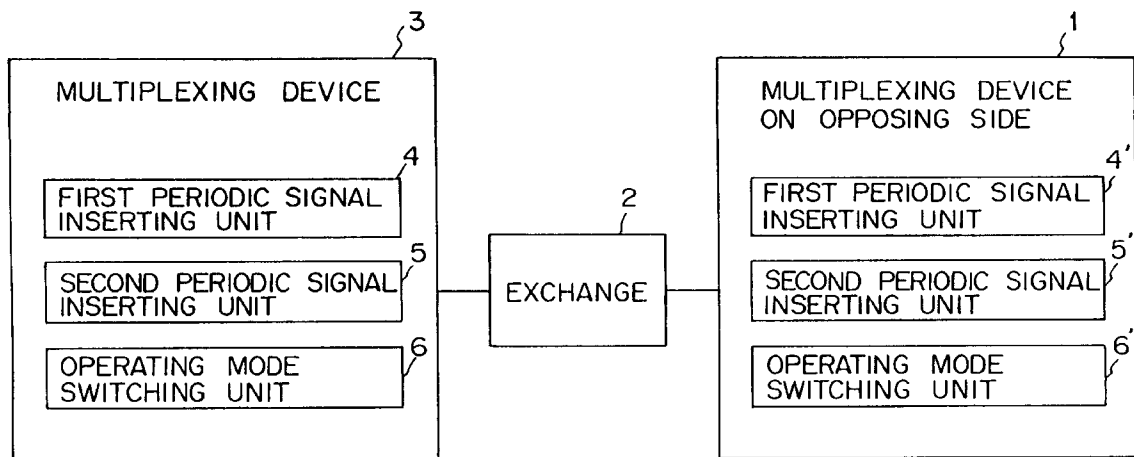 3
MULTIPLEXING DEVICE
4
FIRST PERIODIC SIGNAL
INSERTING UNIT
5
SECOND PERIODIC SIGNAL
INSERTING UNIT
6
OPERATING MODE
SWITCHING UNIT
2
EXCHANGE
1
MULTIPLEXING DEVICE
ON OPPOSING SIDE
4'
FIRST PERIODIC SIGNAL
INSERTING UNIT
5'
SECOND PERIODIC SIGNAL
INSERTING UNIT
6'
OPERATING MODE
SWITCHING UNIT